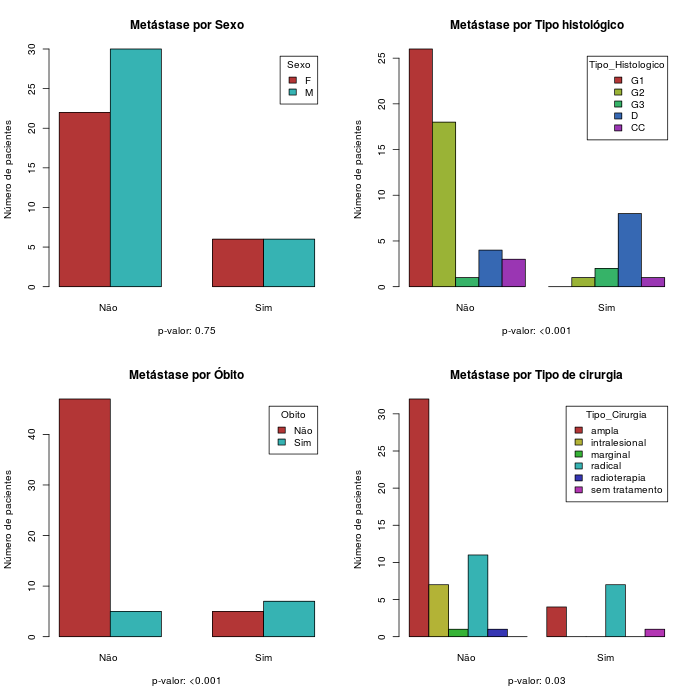 Metástase por Sexo
Número de pacientes
30
25
20
15
10
5
0
Sexo
F
M
Não
Sim
p-valor: 0.75
Metástase por Tipo histológico
Número de pacientes
25
20
15
10
5
0
Tipo_Histologico
G1
G2
G3
D
CC
Não
Sim
p-valor: <0.001
Metástase por Óbito
Número de pacientes
40
30
20
10
0
Obito
Não
Sim
Não
Sim
p-valor: <0.001
Metástase por Tipo de cirurgia
Número de pacientes
30
25
20
15
10
5
0
Tipo_Cirurgia
ampla
intralesional
marginal
radical
radioterapia
sem tratamento
Não
Sim
p-valor: 0.03